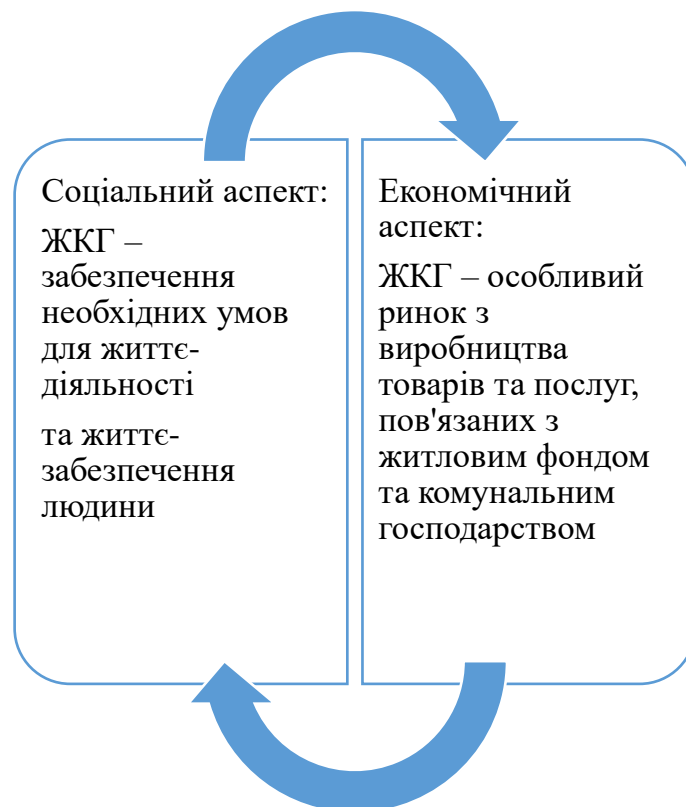 Соціальний аспект:
ЖКГ –
забезпечення
необхідних умов
для життє-
діяльності
та життє-
забезпечення
людини
Економічний
аспект:
ЖКГ – особливий
ринок з
виробництва
товарів та послуг,
пов'язаних з
житловим фондом
та комунальним
господарством